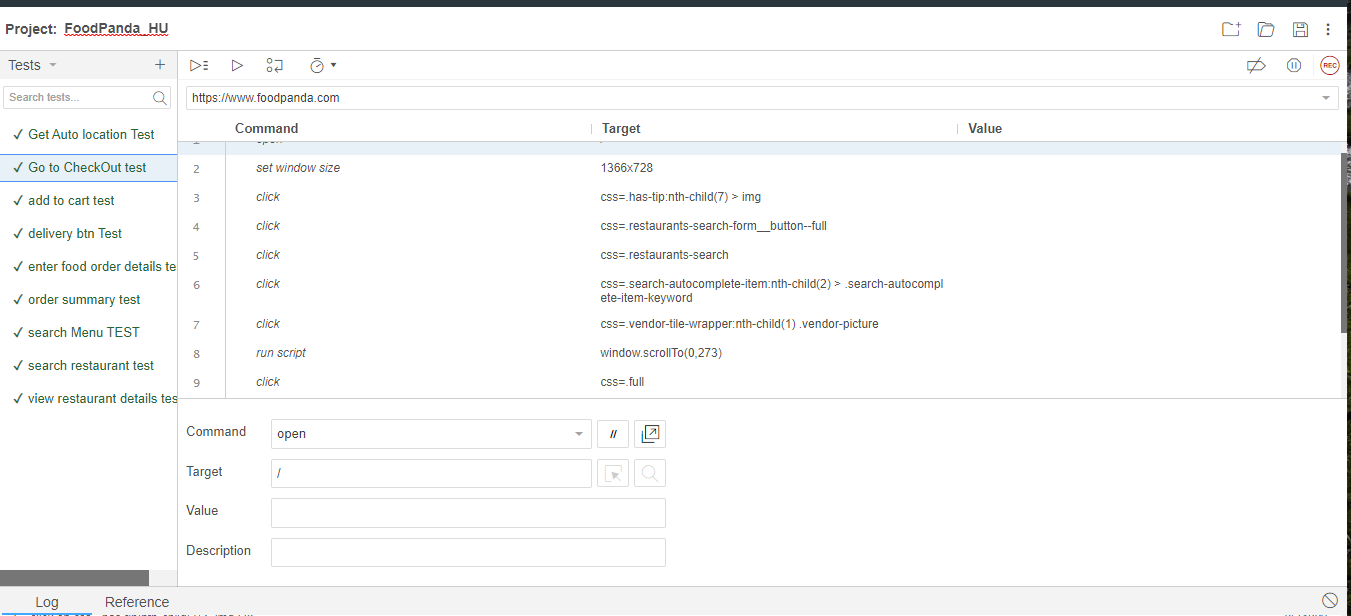 Project: FoodPanda_HU
Tests
Search tests...
REC
https://www.foodpanda.com
Command Target Value
✓ Get Auto location Test
✓ Go to CheckOut test
✓ add to cart test
✓ delivery btn Test
✓ enter food order details te
✓ order summary test
✓ search Menu TEST
✓ search restaurant test
✓ view restaurant details tes
1 open /
2 set window size 1366x728
3 click css=.has-tip:nth-child(7) > img
4 click css=.restaurants-search-form__button--full
5 click css=.restaurants-search
6 click css=.search-autocomplete-item:nth-child(2) > .search-autocompl
ete-item-keyword
7 click css=.vendor-tile-wrapper:nth-child(1) .vendor-picture
8 run script window.scrollTo(0,273)
9 click css=.full
Command open //
Target /
Value
Description
Log Reference